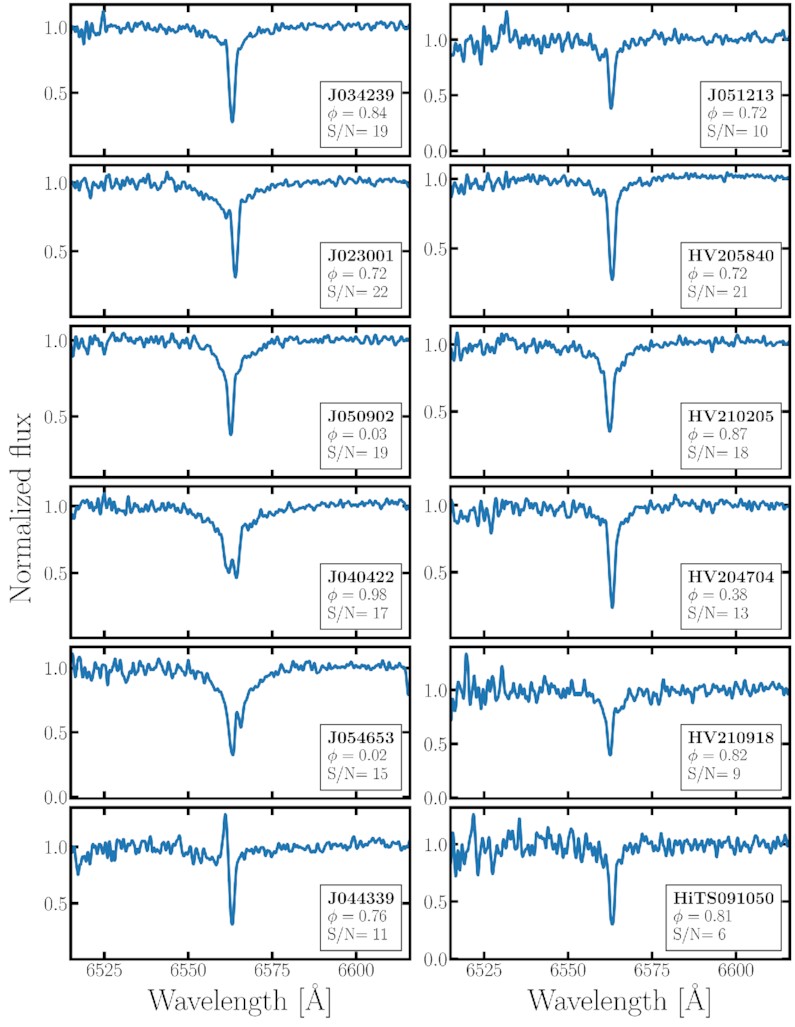 Normalized flux
1.0
0.5
J034239
ϕ = 0.84
S/N= 19
1.0
0.5
0.0
J051213
ϕ = 0.72
S/N= 10
1.0
0.5
J023001
ϕ = 0.72
S/N= 22
1.0
0.5
HV205840
ϕ = 0.72
S/N= 21
1.0
0.5
J050902
ϕ = 0.03
S/N= 19
1.0
0.5
HV210205
ϕ = 0.87
S/N= 18
1.0
0.5
J040422
ϕ = 0.98
S/N= 17
1.0
0.5
HV204704
ϕ = 0.38
S/N= 13
1.0
0.5
0.0
J054653
ϕ = 0.02
S/N= 15
1.0
0.5
0.0
HV210918
ϕ = 0.82
S/N= 9
1.0
0.5
J044339
ϕ = 0.76
S/N= 11
1.0
0.5
0.0
HiTS091050
ϕ = 0.81
S/N= 6
6525 6550 6575 6600
6525 6550 6575 6600
Wavelength [Å]
Wavelength [Å]